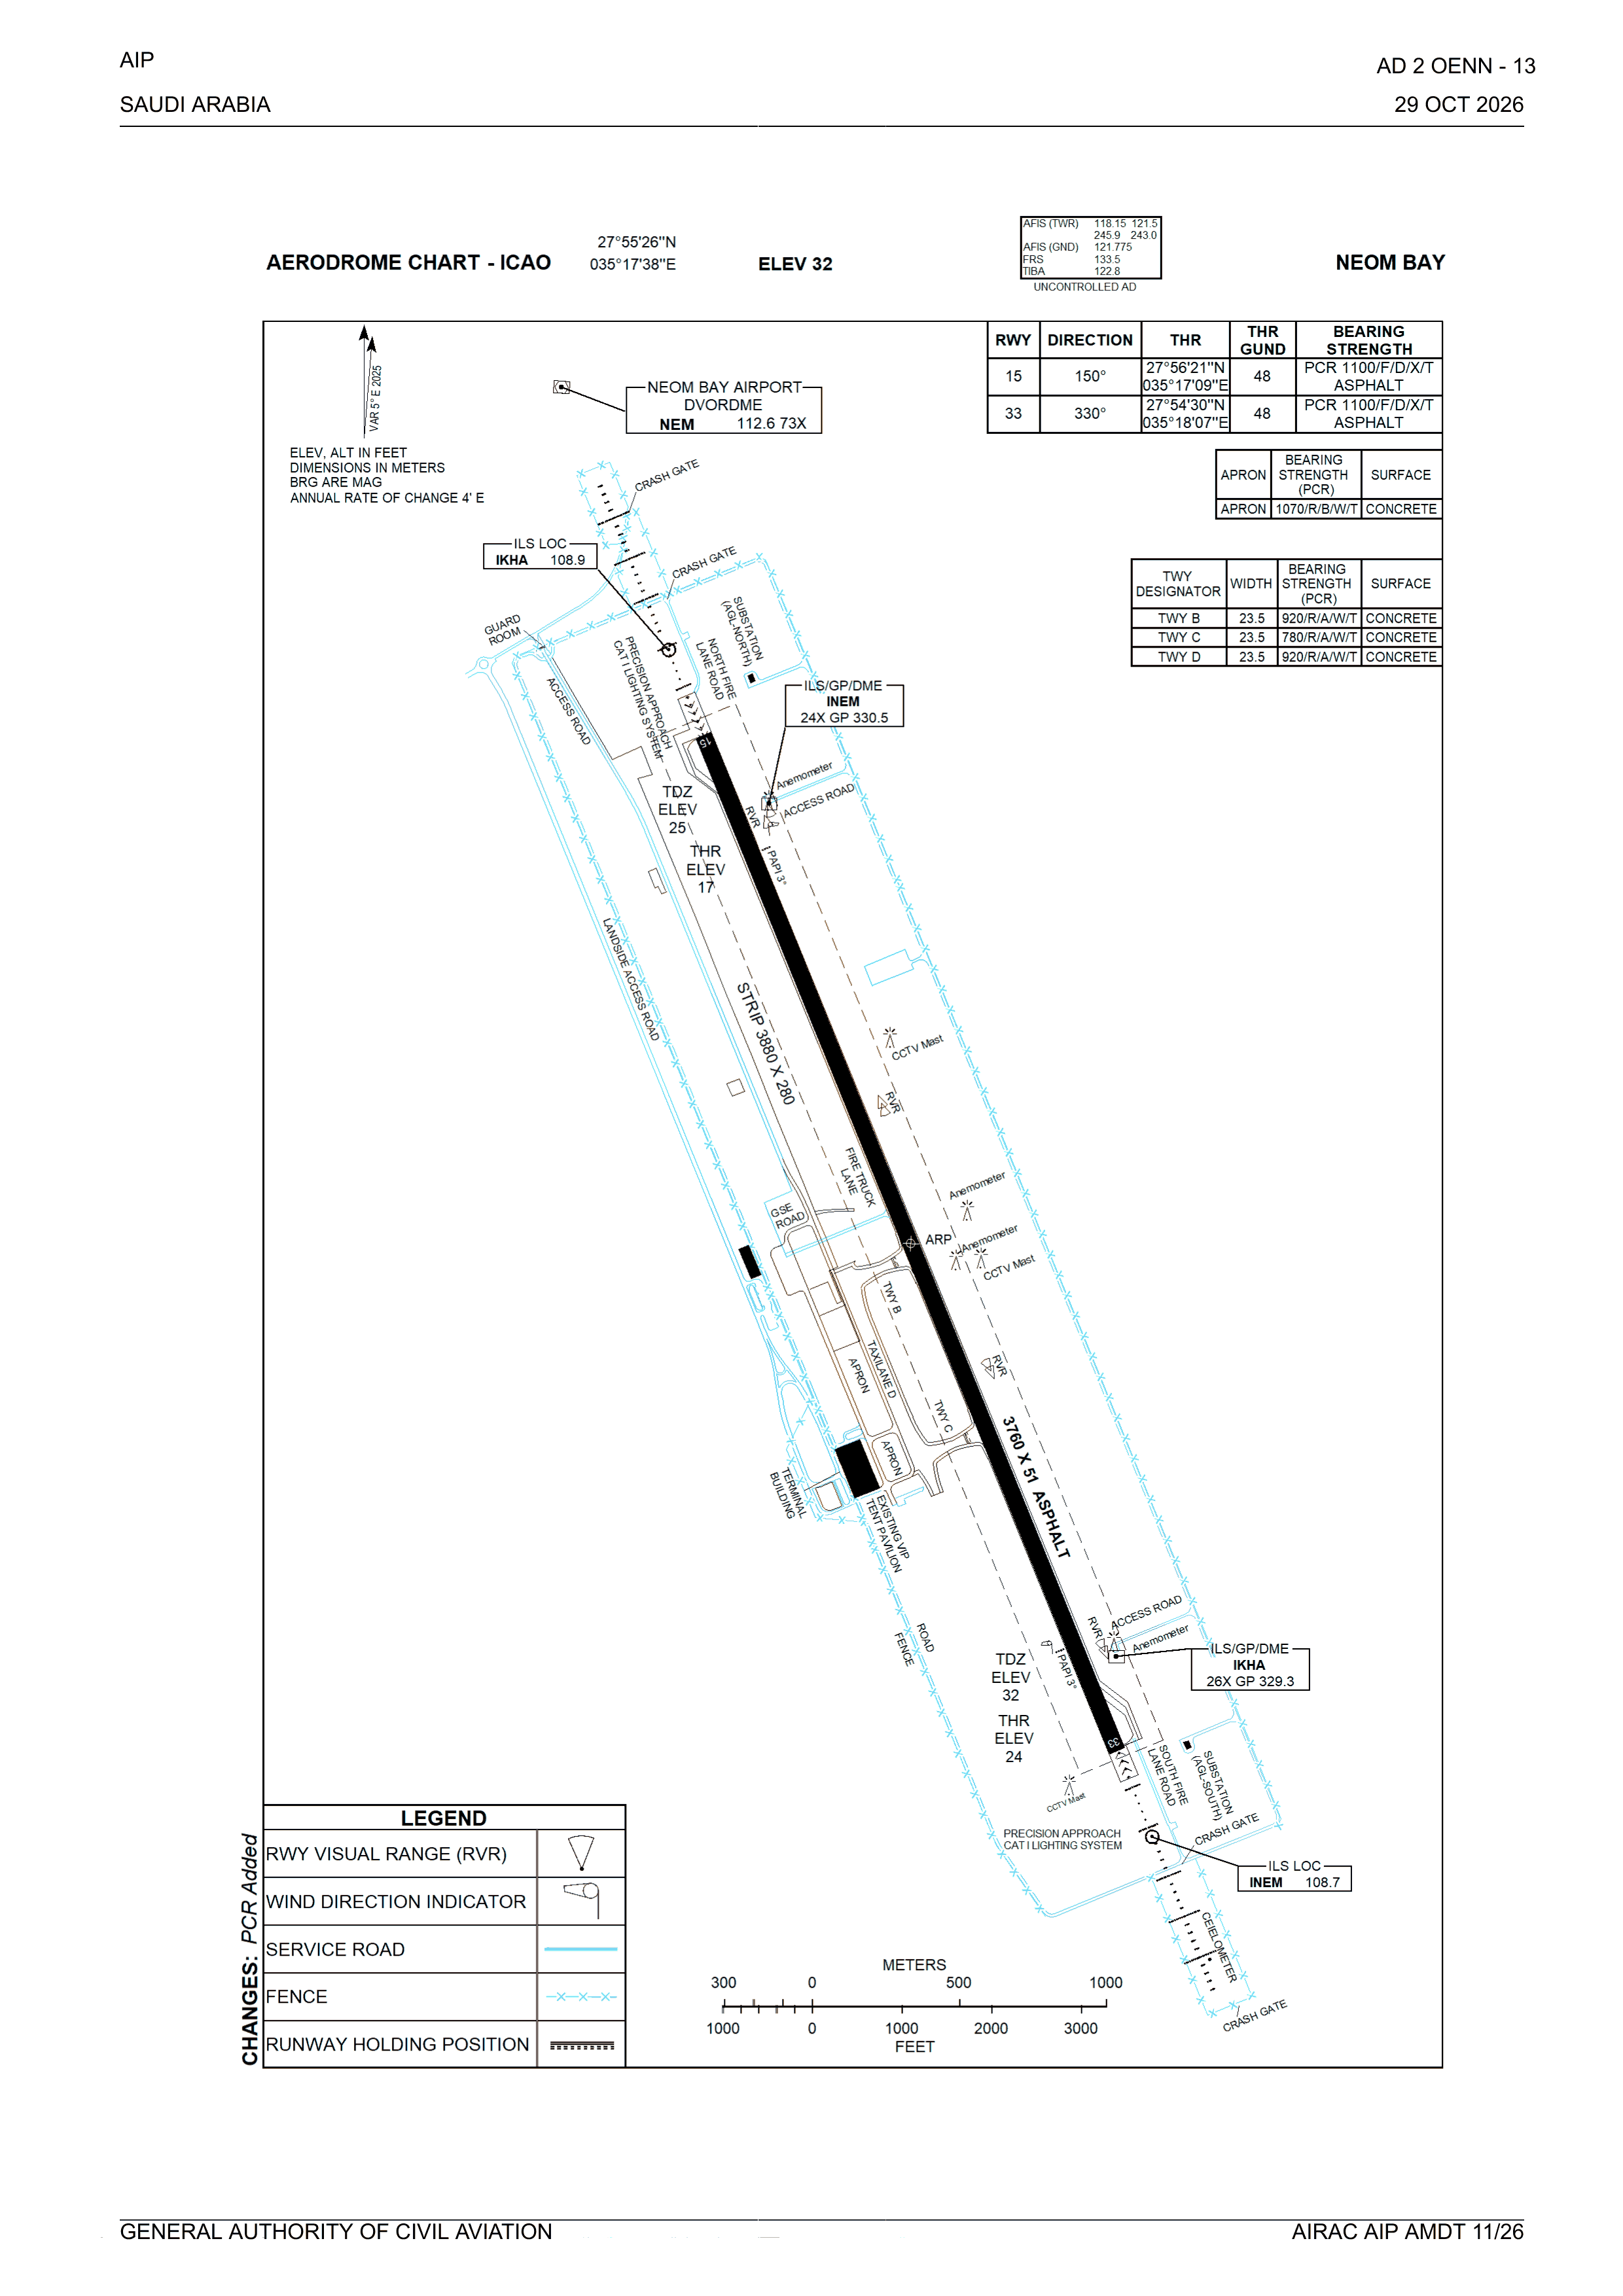 AIP
AD 2 OENN - 13
SAUDI ARABIA
29 OCT 2026
AERODROME CHART - ICAO
27°55'26"N
035°17'38"E
ELEV 32
AFIS (TWR) 118.15 121.5
245.9 243.0
AFIS (GND) 121.775
FRS 133.5
TIBA 122.8
UNCONTROLLED AD
NEOM BAY
VAR 5° E 2025
ELEV, ALT IN FEET
DIMENSIONS IN METERS
BRG ARE MAG
ANNUAL RATE OF CHANGE 4' E
NEOM BAY AIRPORT
DVORDME
NEM 112.6 73X
RWY DIRECTION THR THR GUND BEARING STRENGTH
15 150° 27°56'21"N 035°17'09"E 48 PCR 1100/F/D/X/T ASPHALT
33 330° 27°54'30"N 035°18'07"E 48 PCR 1100/F/D/X/T ASPHALT
APRON BEARING STRENGTH (PCR) SURFACE
APRON 1070/R/B/W/T CONCRETE
TWY DESIGNATOR WIDTH BEARING STRENGTH (PCR) SURFACE
TWY B 23.5 920/R/A/W/T CONCRETE
TWY C 23.5 780/R/A/W/T CONCRETE
TWY D 23.5 920/R/A/W/T CONCRETE
CRASH GATE
ILS LOC
IKHA 108.9
CRASH GATE
GUARD
ROOM
SUBSTATION
(AGL-NORTH)
NORTH FIRE
LANE ROAD
PRECISION APPROACH
CAT I LIGHTING SYSTEM
ACCESS ROAD
ILS/GP/DME
INEM
24X GP 330.5
15
Anemometer
ACCESS ROAD
RVR
TDZ
ELEV
25
THR
ELEV
17
PAPI 3°
LANDSIDE ACCESS ROAD
STRIP 3880 X 280
CCTV Mast
RVR
FIRE TRUCK
LANE
Anemometer
GSE
ROAD
ARP
Anemometer
CCTV Mast
TWY B
TAXILANE D
APRON
RVR
TWY C
3760 X 51 ASPHALT
APRON
TERMINAL
BUILDING
EXISTING VIP
TENT PAVILION
ROAD
FENCE
ACCESS ROAD
RVR
Anemometer
ILS/GP/DME
IKHA
26X GP 329.3
TDZ
ELEV
32
PAPI 3°
THR
ELEV
24
33
SOUTH FIRE
LANE ROAD
SUBSTATION
(AGL-SOUTH)
CCTV Mast
PRECISION APPROACH
CAT I LIGHTING SYSTEM
CRASH GATE
ILS LOC
INEM 108.7
CEIELOMETER
CRASH GATE
LEGEND
RWY VISUAL RANGE (RVR)
WIND DIRECTION INDICATOR
SERVICE ROAD
FENCE
RUNWAY HOLDING POSITION
CHANGES: PCR Added
METERS
300 0 500 1000
1000 0 1000 2000 3000
FEET
GENERAL AUTHORITY OF CIVIL AVIATION
AIRAC AIP AMDT 11/26